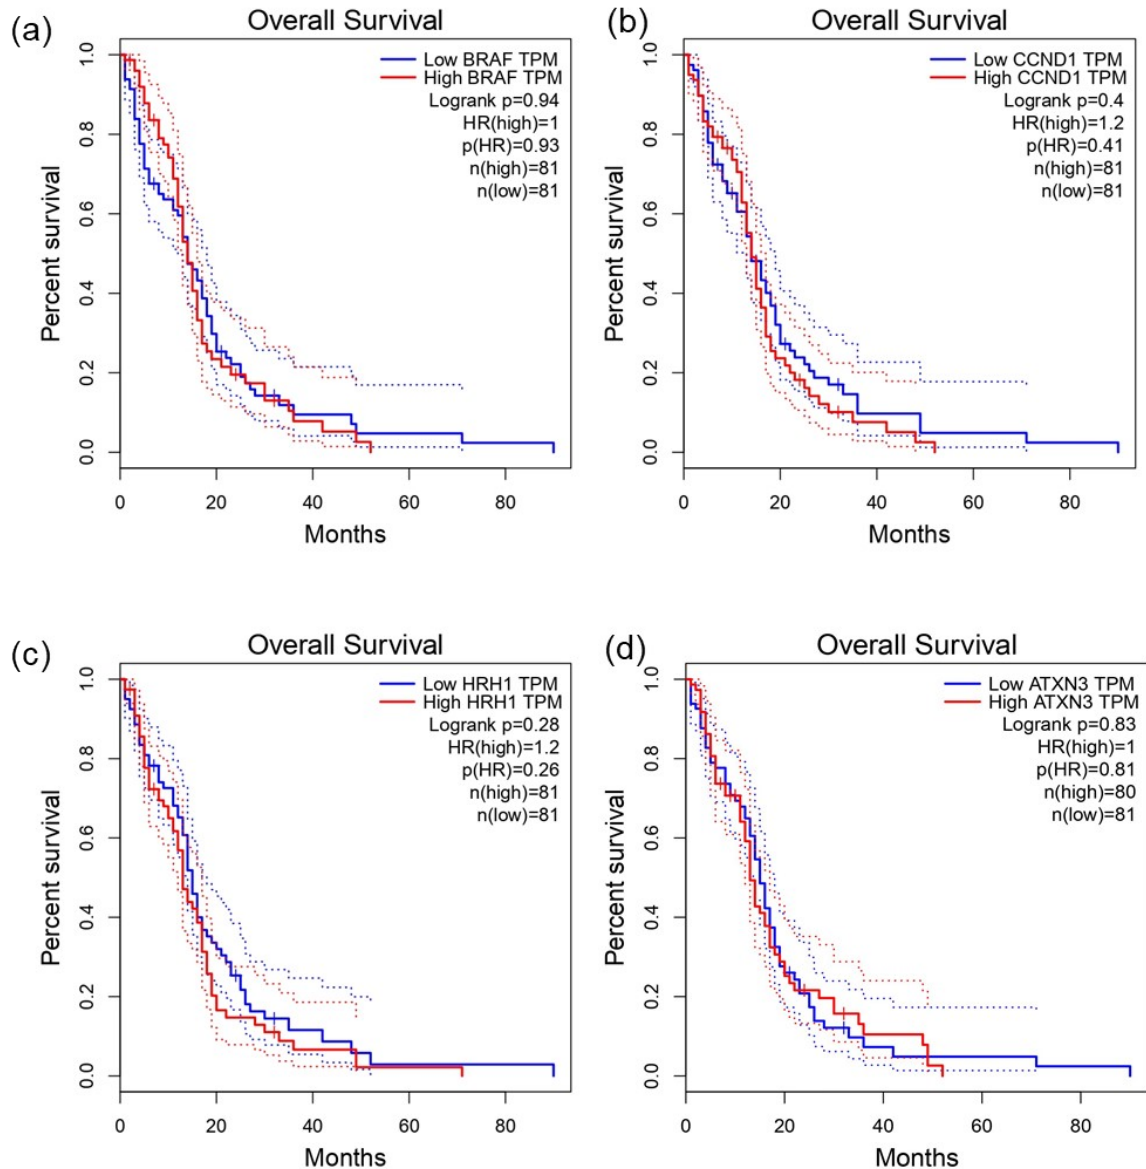 (a)
Overall Survival
Low BRAF TPM
High BRAF TPM
Logrank p=0.94
HR(high)=1
p(HR)=0.93
n(high)=81
n(low)=81
Percent survival
1.0
0.8
0.6
0.4
0.2
0.0
0 20 40 60 80
Months
(b)
Overall Survival
Low CCND1 TPM
High CCND1 TPM
Logrank p=0.4
HR(high)=1.2
p(HR)=0.41
n(high)=81
n(low)=81
Percent survival
1.0
0.8
0.6
0.4
0.2
0.0
0 20 40 60 80
Months
(c)
Overall Survival
Low HRH1 TPM
High HRH1 TPM
Logrank p=0.28
HR(high)=1.2
p(HR)=0.26
n(high)=81
n(low)=81
Percent survival
1.0
0.8
0.6
0.4
0.2
0.0
0 20 40 60 80
Months
(d)
Overall Survival
Low ATXN3 TPM
High ATXN3 TPM
Logrank p=0.83
HR(high)=1
p(HR)=0.81
n(high)=80
n(low)=81
Percent survival
1.0
0.8
0.6
0.4
0.2
0.0
0 20 40 60 80
Months